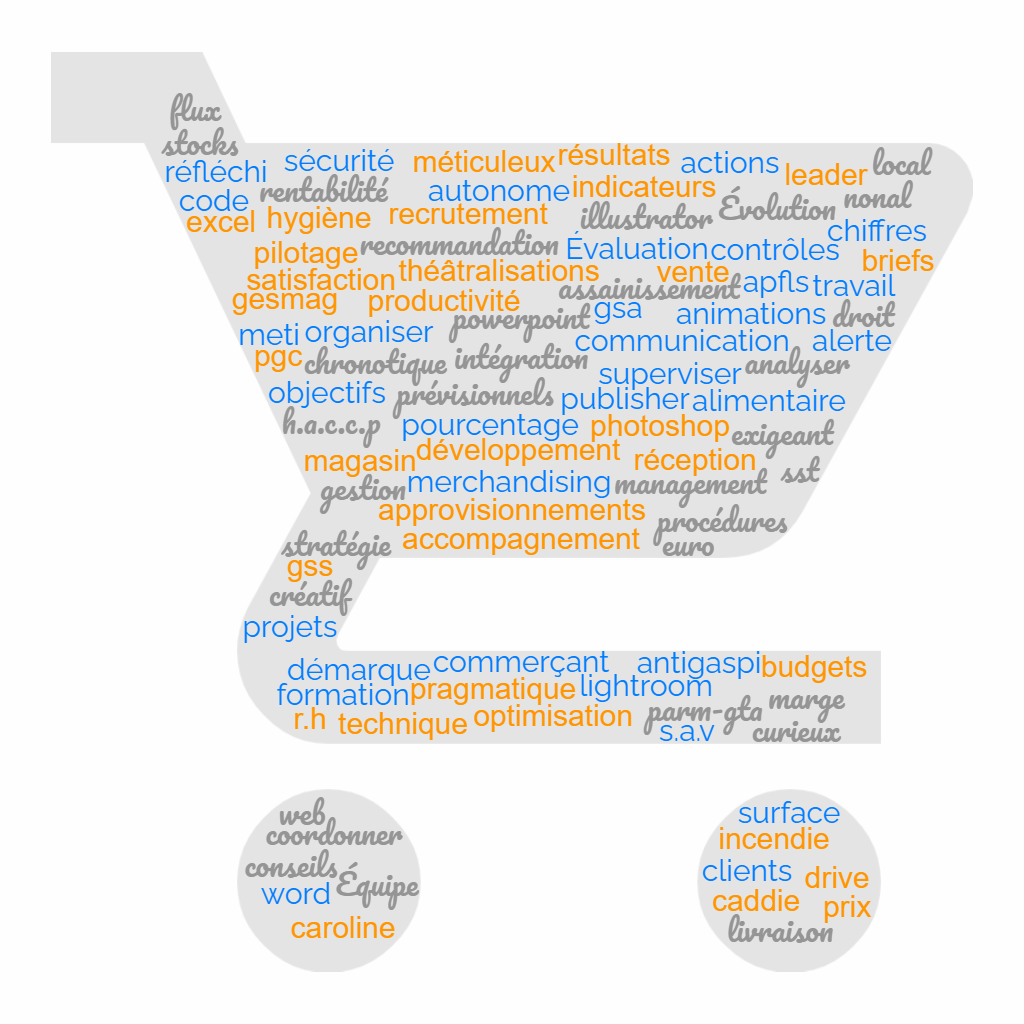 flux
stocks
réfléchi
sécurité
méticuleux
résultats
actions
leader
local
code
rentabilité
autonome
indicateurs
Évolution
nonal
excel
hygiène
recrutement
illustrator
chiffres
pilotage
recommandation
Évaluation
contrôles
briefs
satisfaction
théâtralisations
vente
assainissement
apfls
travail
gesmag
productivité
powerpoint
gsa
animations
droit
meti
organiser
communication
alerte
pgc
chronotique
intégration
superviser
analyser
objectifs
prévisionnels
publisher
alimentaire
h.a.c.c.p
pourcentage
photoshop
exigeant
magasin
développement
réception
sst
gestion
merchandising
management
approvisionnements
procédures
stratégie
accompagnement
euro
gss
créatif
projets
démarque
commerçant
antigaspi
budgets
formation
pragmatique
lightroom
marge
r.h
technique
optimisation
parm-gta
s.a.v
curieux
web
coordonner
conseils
word
Équipe
caroline
surface
incendie
clients
drive
caddie
prix
livraison